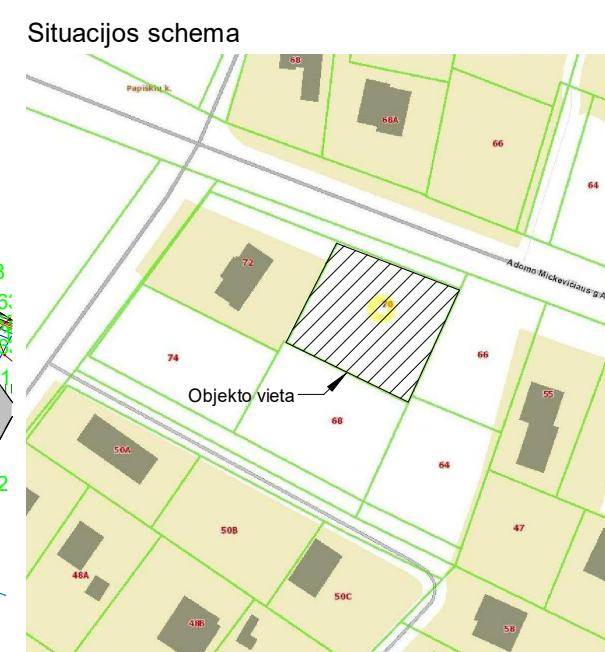 Situacijos schema
68
Papiškių k.
68A
66
64
Adomo Mickevičiaus g.
72
70
74
66
55
Objekto vieta
68
64
50A
50B
47
48A
50C
48B
58